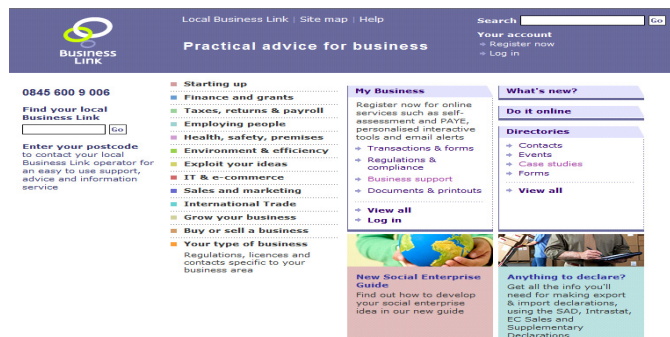 Local Business Link | Site map | Help
Search
Go
Business
LINK
Practical advice for business
Your account
Register now
Log in
0845 600 9 006
Find your local
Business Link
Go
Enter your postcode
to contact your local
Business Link operator for
an easy to use support,
advice and information
service
Starting up
Finance and grants
Taxes, returns & payroll
Employing people
Health, safety, premises
Environment & efficiency
Exploit your ideas
IT & e-commerce
Sales and marketing
International Trade
Grow your business
Buy or sell a business
Your type of business
Regulations, licences and
contacts specific to your
business area
My Business
Register now for online
services such as self-
assessment and PAYE,
personalised interactive
tools and email alerts
Transactions & forms
Regulations &
compliance
Business support
Documents & printouts
View all
Log in
What's new?
Do it online
Directories
Contacts
Events
Case studies
Forms
View all
New Social Enterprise
Guide
Find out how to develop
your social enterprise
idea in our new guide
Anything to declare?
Get all the info you'll
need for making export
& import declarations,
using the SAD, Intrastat,
EC Sales and
Supplementary
Declarations